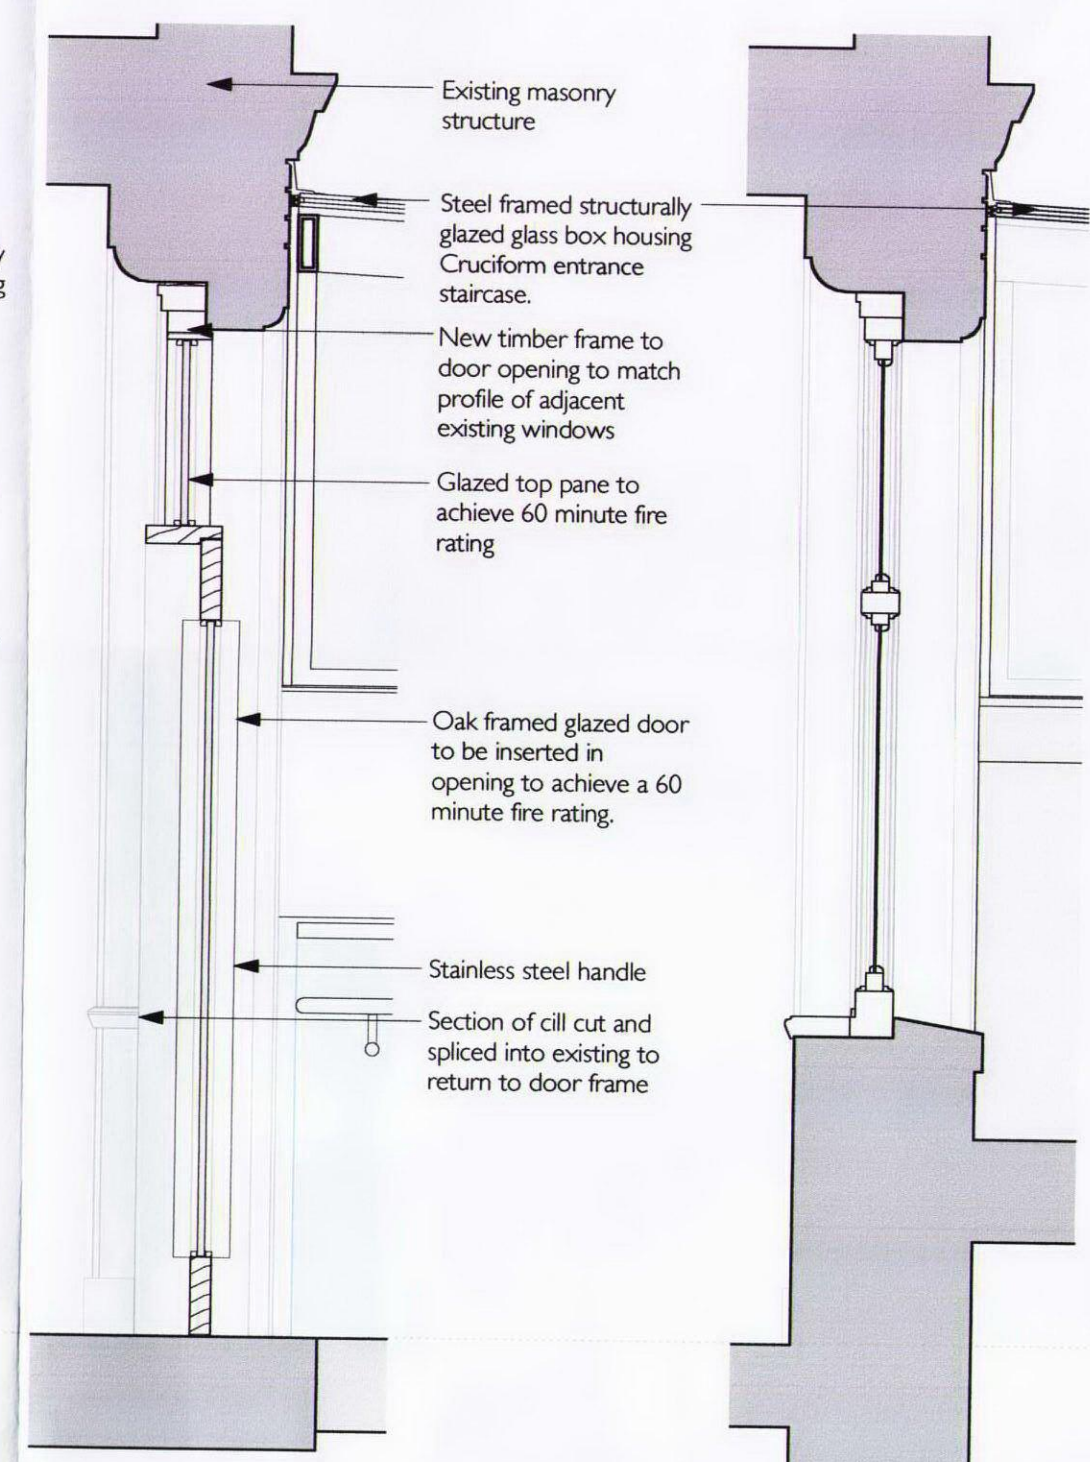 Existing masonry
structure
Steel framed structurally
glazed glass box housing
Cruciform entrance
staircase.
New timber frame to
door opening to match
profile of adjacent
existing windows
Glazed top pane to
achieve 60 minute fire
rating
Oak framed glazed door
to be inserted in
opening to achieve a 60
minute fire rating.
Stainless steel handle
Section of cill cut and
spliced into existing to
return to door frame